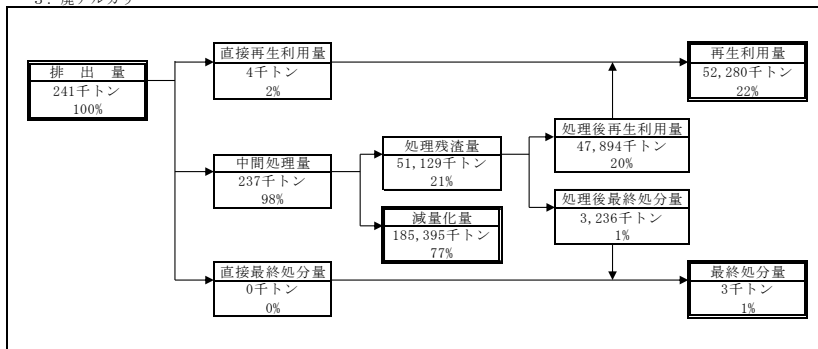 5. 廃アルカリ
排出量
241千トン
100%
直接再生利用量
4千トン
2%
再生利用量
52,280千トン
22%
中間処理量
237千トン
98%
処理残渣量
51,129千トン
21%
処理後再生利用量
47,894千トン
20%
減量化量
185,395千トン
77%
処理後最終処分量
3,236千トン
1%
直接最終処分量
0千トン
0%
最終処分量
3千トン
1%